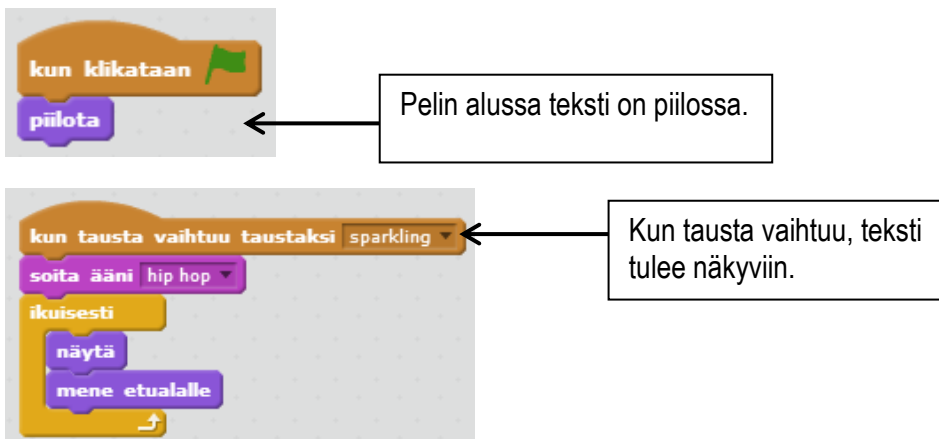 kun klikataan
piilota
Pelin alussa teksti on piilossa.
kun tausta vaihtuu taustaksi sparkling
soita ääni hip hop
ikuisesti
näytä
mene etualalle
Kun tausta vaihtuu, teksti
tulee näkyviin.